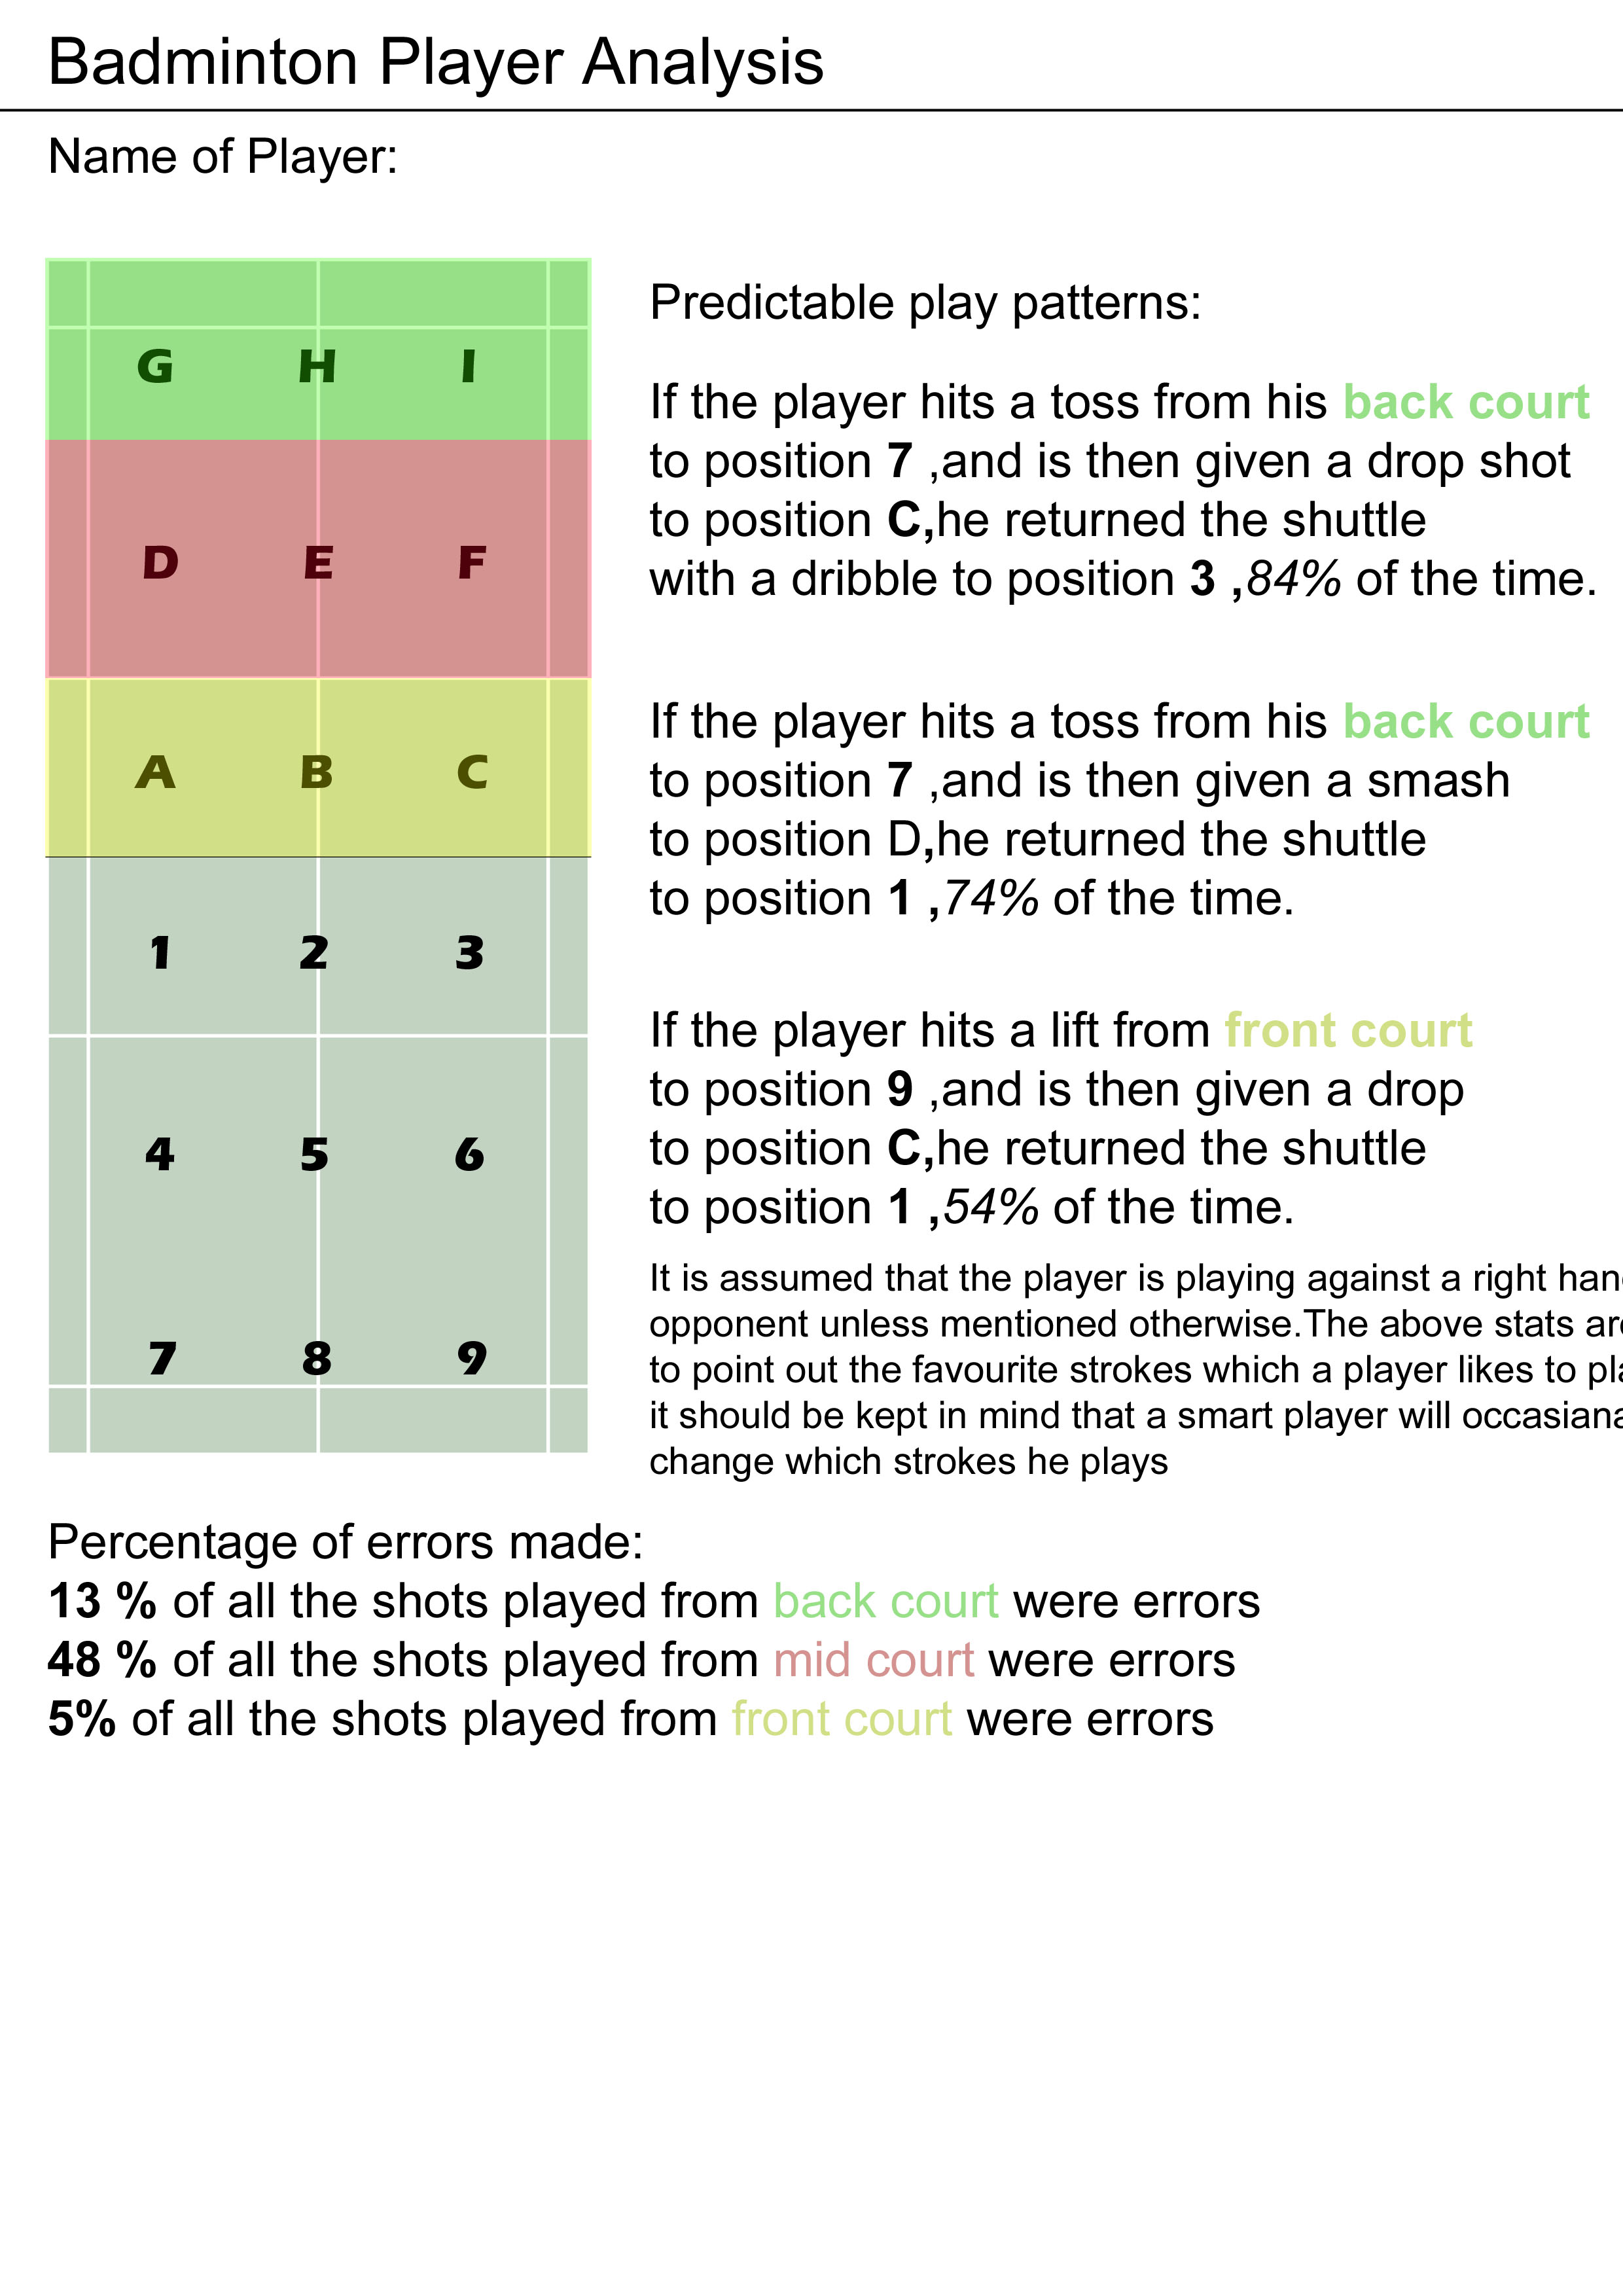 Badminton Player Analysis
Name of Player:
G H I
D E F
A B C
1 2 3
4 5 6
7 8 9
Predictable play patterns:
If the player hits a toss from his back court
to position 7 ,and is then given a drop shot
to position C,he returned the shuttle
with a dribble to position 3 ,84% of the time.
If the player hits a toss from his back court
to position 7 ,and is then given a smash
to position D,he returned the shuttle
to position 1 ,74% of the time.
If the player hits a lift from front court
to position 9 ,and is then given a drop
to position C,he returned the shuttle
to position 1 ,54% of the time.
It is assumed that the player is playing against a right
opponent unless mentioned otherwise.The above stats
to point out the favourite strokes which a player likes to
it should be kept in mind that a smart player will
change which strokes he plays
Percentage of errors made:
13 % of all the shots played from back court were errors
48 % of all the shots played from mid court were errors
5% of all the shots played from front court were errors